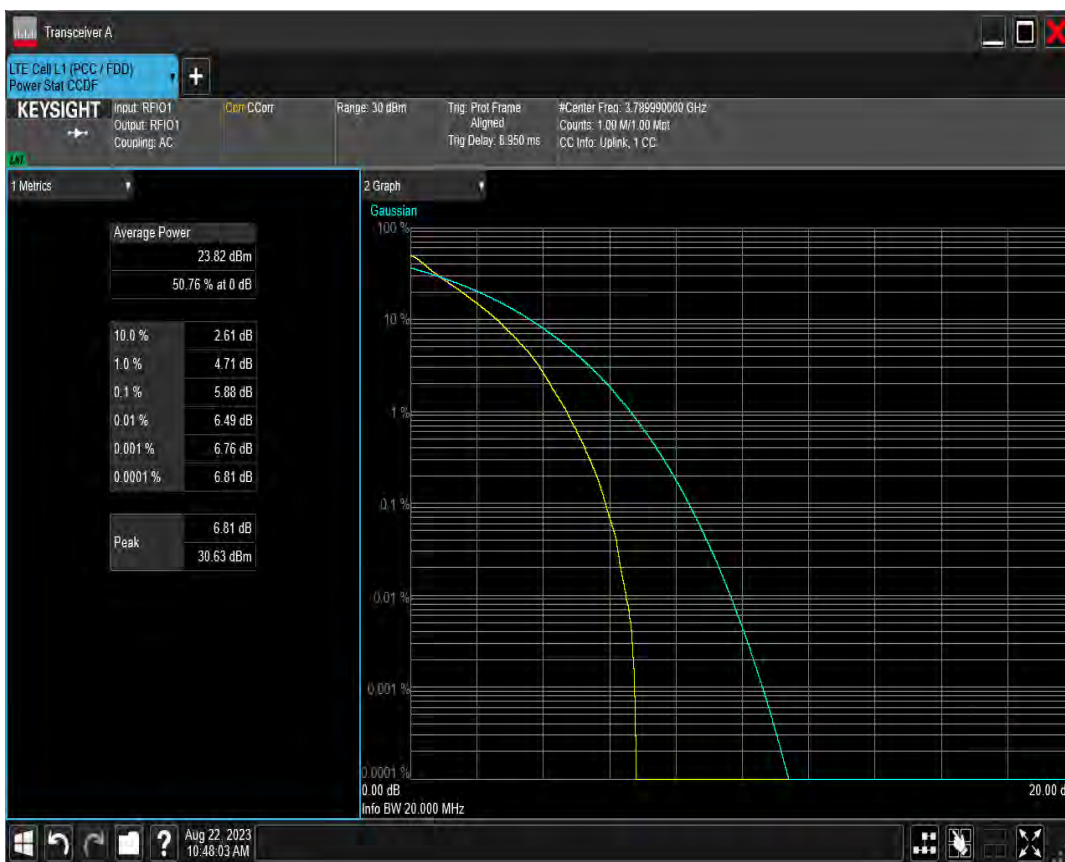 Transceiver A
LTE Cell L1 (PCC / FDD)
Power Stat CCDF
+
KEYSIGHT
Input: RFIO1
Output: RFIO1
Coupling: AC
Corr CCorr
Range: 30 dBm
Trig: Prot Frame
Aligned
#Center Freq: 3.789990000 GHz
Counts: 1.00 M/1.00 Mpt
CC Info: Uplink, 1 CC
1 Metrics
Average Power
23.82 dBm
50.76 % at 0 dB
10.0 % 2.61 dB
1.0 % 4.71 dB
0.1 % 5.88 dB
0.01 % 6.49 dB
0.001 % 6.76 dB
0.0001 % 6.81 dB
Peak
6.81 dB
30.63 dBm
2 Graph
Gaussian
100 %
10 %
1 %
0.1 %
0.01 %
0.001 %
0.0001 %
0.00 dB
20.00 d
Info BW 20.000 MHz
?
Aug 22, 2023
10:48:03 AM